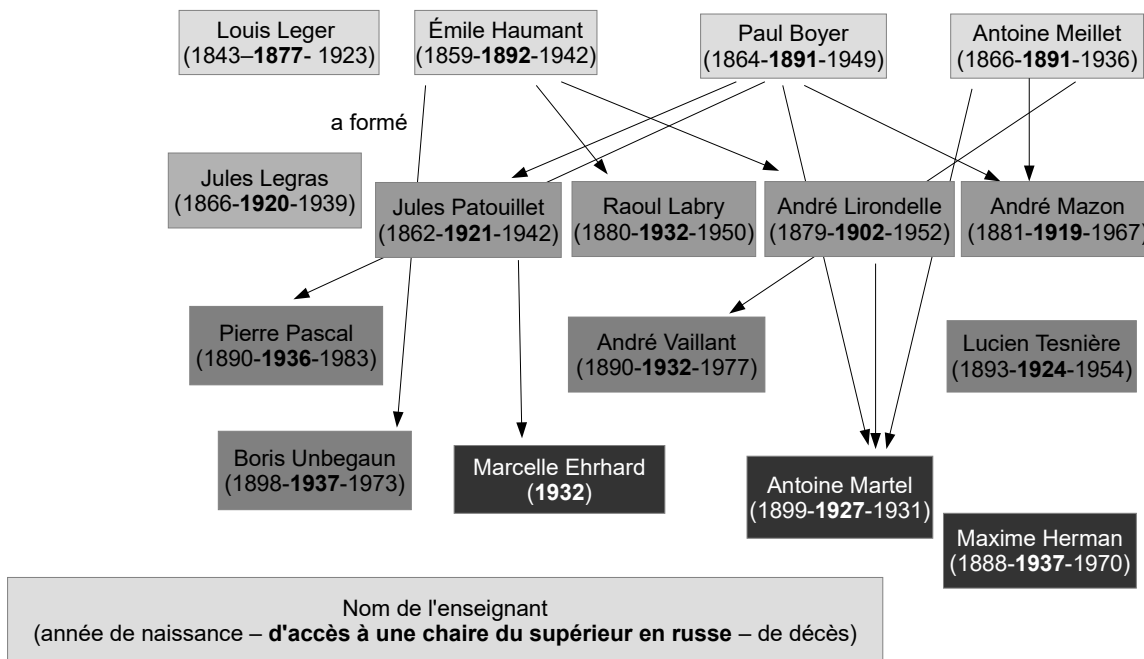 Louis Leger
(1843–1877- 1923)
Émile Haumant
(1859-1892-1942)
Paul Boyer
(1864-1891-1949)
Antoine Meillet
(1866-1891-1936)
a formé
Jules Legras
(1866-1920-1939)
Jules Patouillet
(1862-1921-1942)
Raoul Labry
(1880-1932-1950)
André Lirondelle
(1879-1902-1952)
André Mazon
(1881-1919-1967)
Pierre Pascal
(1890-1936-1983)
André Vaillant
(1890-1932-1977)
Lucien Tesnière
(1893-1924-1954)
Boris Unbegaun
(1898-1937-1973)
Marcelle Ehrhard
(1932)
Antoine Martel
(1899-1927-1931)
Maxime Herman
(1888-1937-1970)
Nom de l'enseignant
(année de naissance – d'accès à une chaire du supérieur en russe – de décès)